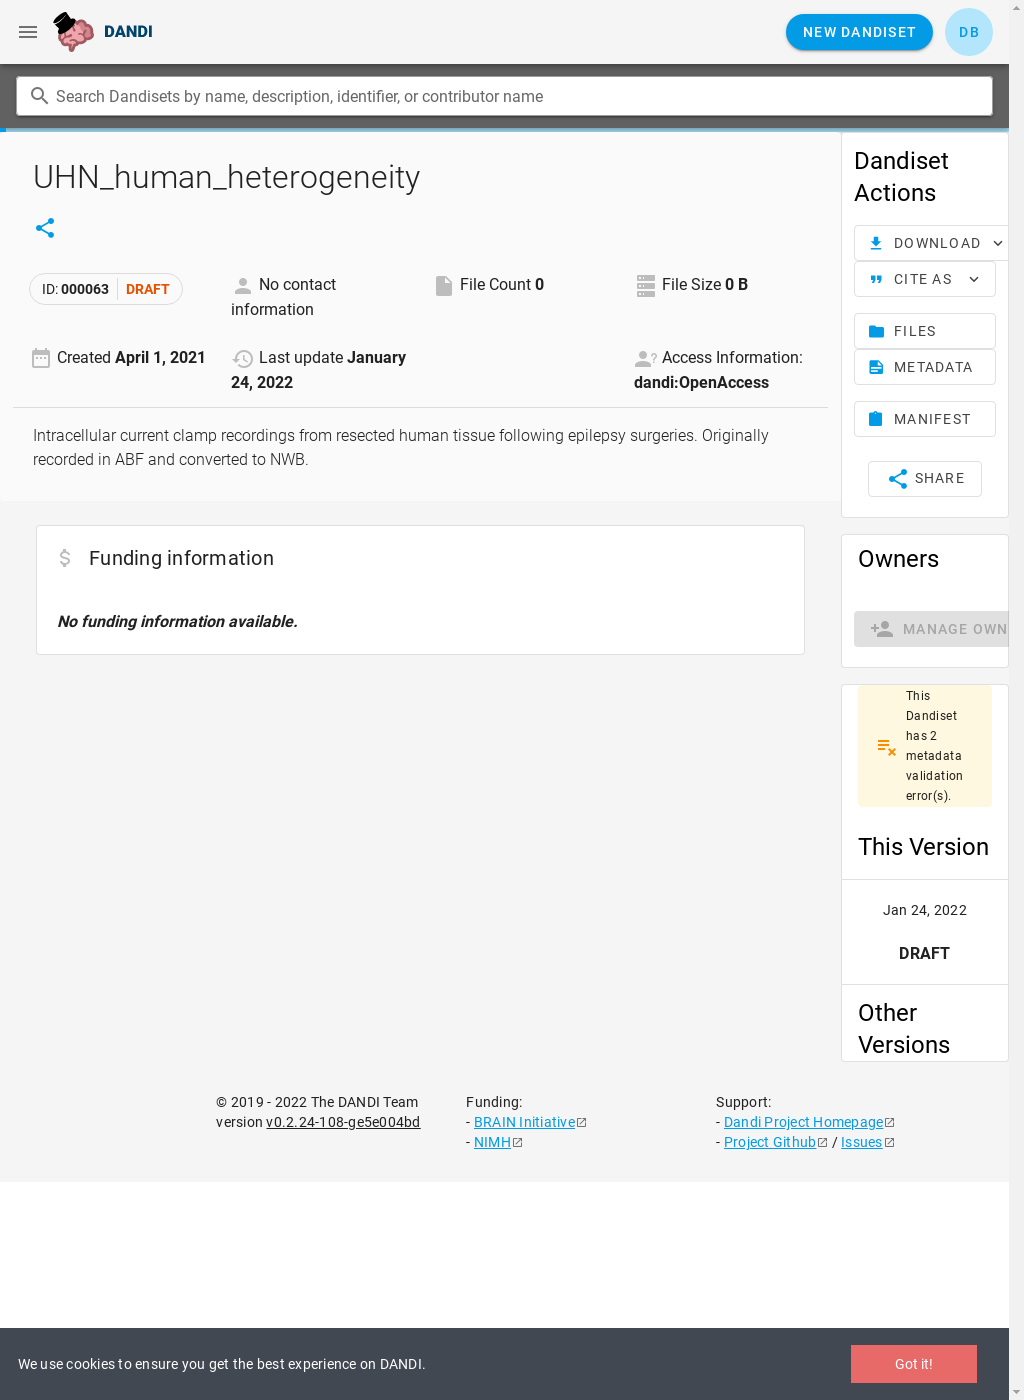 DANDI
NEW DANDISET
DB
Search Dandisets by name, description, identifier, or contributor name
UHN_human_heterogeneity
ID: 000063 DRAFT
No contact
information
File Count 0
File Size 0 B
Created April 1, 2021
Last update January
24, 2022
Access Information:
dandi:OpenAccess
Intracellular current clamp recordings from resected human tissue following epilepsy surgeries. Originally
recorded in ABF and converted to NWB.
Funding information
No funding information available.
Dandiset
Actions
DOWNLOAD
CITE AS
FILES
METADATA
MANIFEST
SHARE
Owners
MANAGE OWN
This
Dandiset
has 2
metadata
validation
error(s).
This Version
Jan 24, 2022
DRAFT
Other
Versions
© 2019 - 2022 The DANDI Team
version v0.2.24-108-ge5e004bd
Funding:
- BRAIN Initiative
- NIMH
Support:
- Dandi Project Homepage
- Project Github / Issues
We use cookies to ensure you get the best experience on DANDI.
Got it!